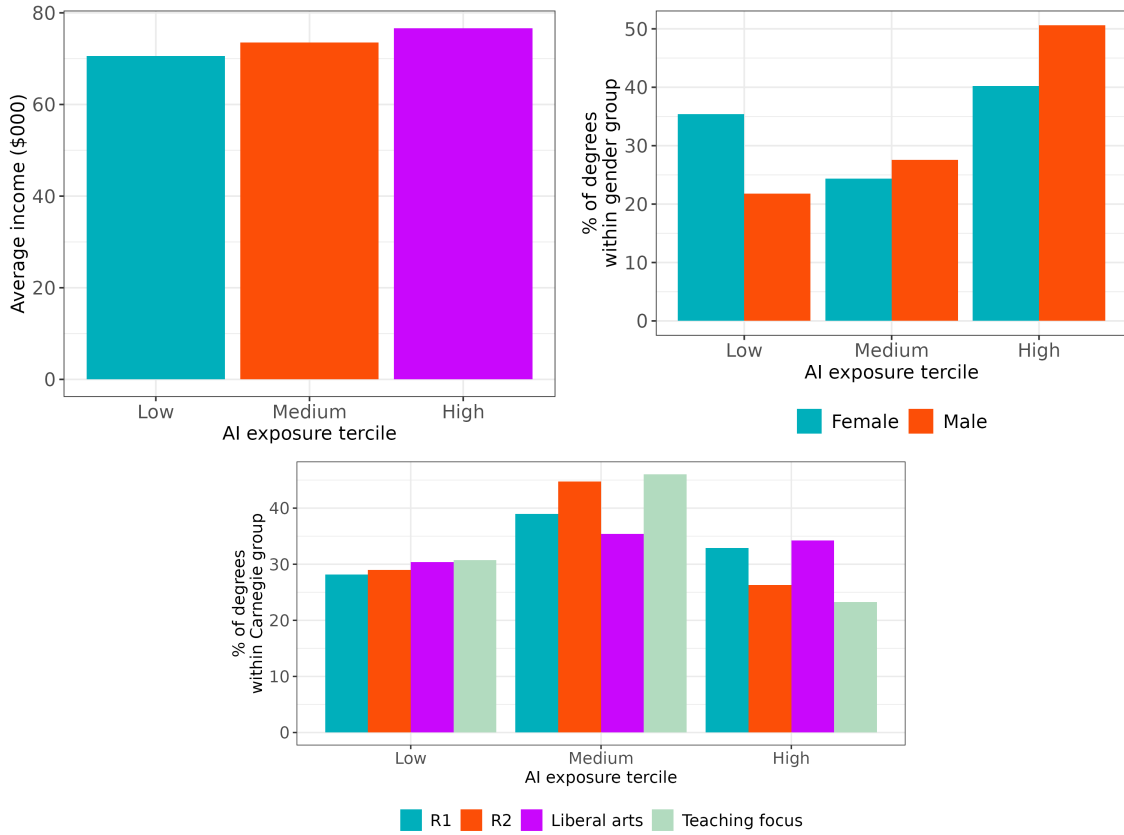 Average income ($000)
80
60
40
20
0
Low Medium High
AI exposure tercile
% of degrees
within gender group
50
40
30
20
10
0
Low Medium High
AI exposure tercile
Female Male
% of degrees
within Carnegie group
40
30
20
10
0
Low Medium High
AI exposure tercile
R1 R2 Liberal arts Teaching focus